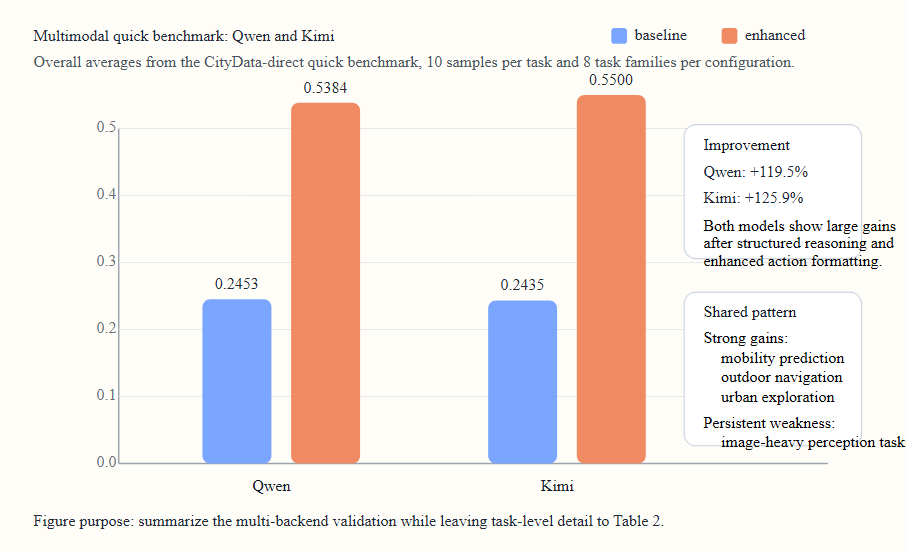 Multimodal quick benchmark: Qwen and Kimi
baseline
enhanced
Overall averages from the CityData-direct quick benchmark, 10 samples per task and 8 task families per configuration.
0.5384
0.5500
0.5
0.4
0.3
0.2
0.1
0.0
0.2453
0.2435
Qwen
Kimi
Improvement
Qwen: +119.5%
Kimi: +125.9%
Both models show large gains
after structured reasoning and
enhanced action formatting.
Shared pattern
Strong gains:
mobility prediction
outdoor navigation
urban exploration
Persistent weakness:
image-heavy perception task
Figure purpose: summarize the multi-backend validation while leaving task-level detail to Table 2.